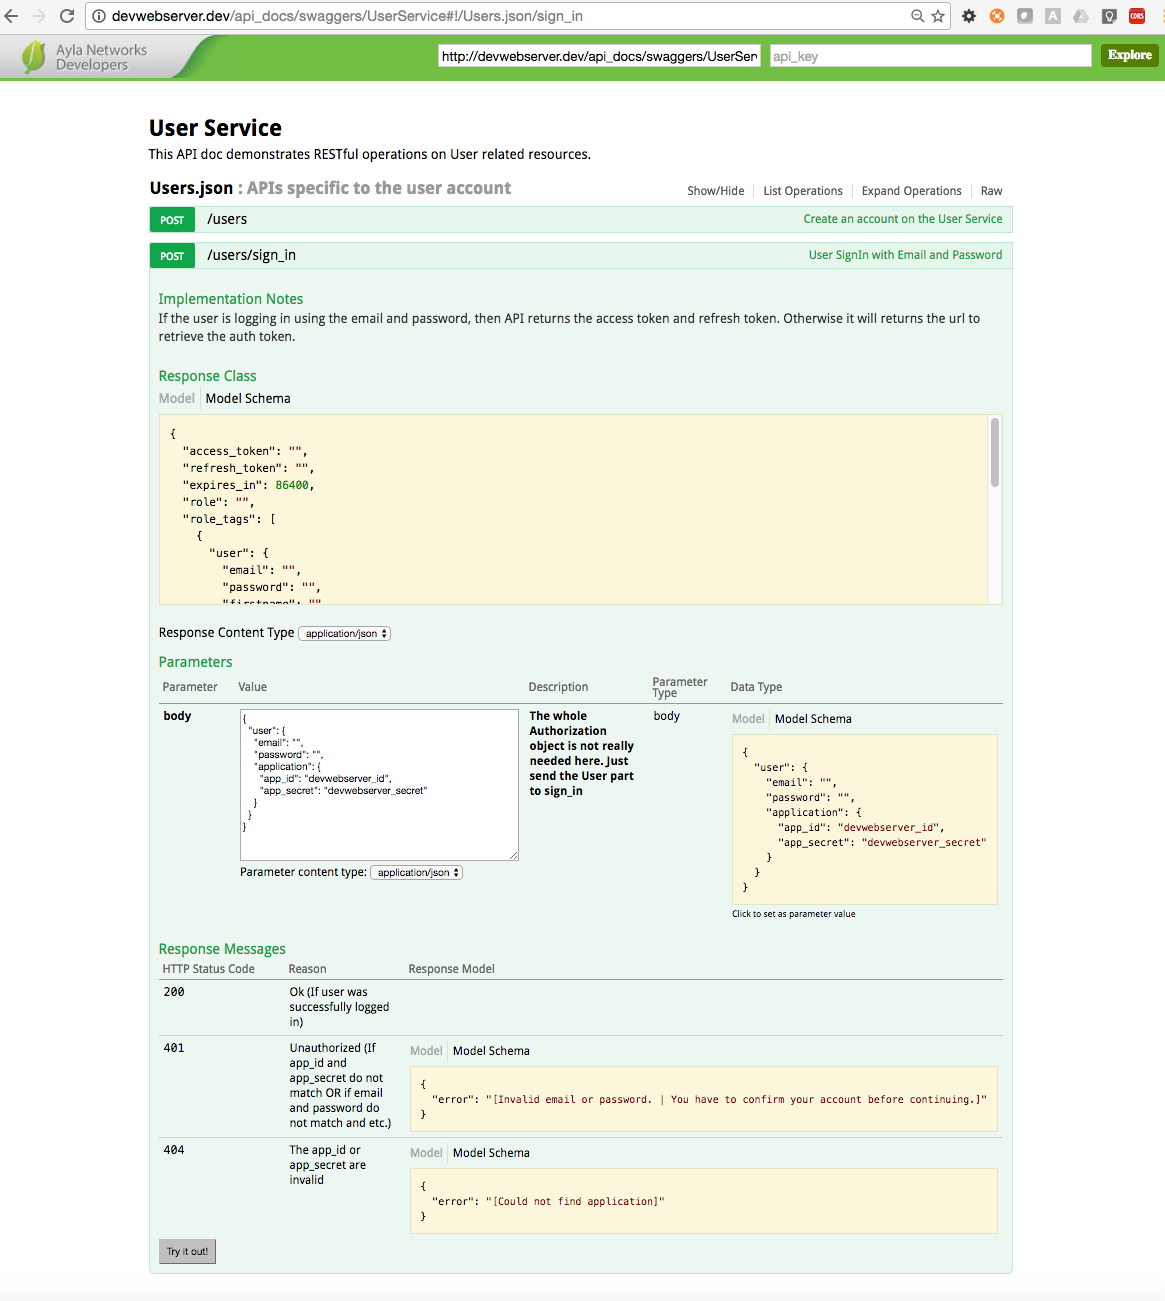 devwebserver.dev/api_docs/swaggers/UserService#!/Users.json/sign_in
A
CORS
Ayla Networks
Developers
http://devwebserver.dev/api_docs/swaggers/UserSer
api_key
Explore
User Service
This API doc demonstrates RESTful operations on User related resources.
Users.json : APIs specific to the user account
Show/Hide
List Operations
Expand Operations
Raw
POST
/users
Create an account on the User Service
POST
/users/sign_in
User SignIn with Email and Password
Implementation Notes
If the user is logging in using the email and password, then API returns the access token and refresh token. Otherwise it will returns the url to
retrieve the auth token.
Response Class
Model
Model Schema
{
"access_token": "",
"refresh_token": "",
"expires_in": 86400,
"role": "",
"role_tags": [
{
"user": {
"email": "",
"password": "",
"firstname": ""
Response Content Type application/json
Parameters
Parameter
Value
Description
Parameter
Type
Data Type
body
{
"user": {
"email": "",
"password": "",
"application": {
"app_id": "devwebserver_id",
"app_secret": "devwebserver_secret"
}
}
}
Parameter content type: application/json
The whole
Authorization
object is not really
needed here. Just
send the User part
to sign_in
body
Model
Model Schema
{
"user": {
"email": "",
"password": "",
"application": {
"app_id": "devwebserver_id",
"app_secret": "devwebserver_secret"
}
}
}
Click to set as parameter value
Response Messages
HTTP Status Code
Reason
Response Model
200
Ok (If user was
successfully logged
in)
401
Unauthorized (If
app_id and
app_secret do not
match OR if email
and password do
not match and etc.)
Model
Model Schema
{
"error": "[Invalid email or password. | You have to confirm your account before continuing.]"
}
404
The app_id or
app_secret are
invalid
Model
Model Schema
{
"error": "[Could not find application]"
}
Try it out!